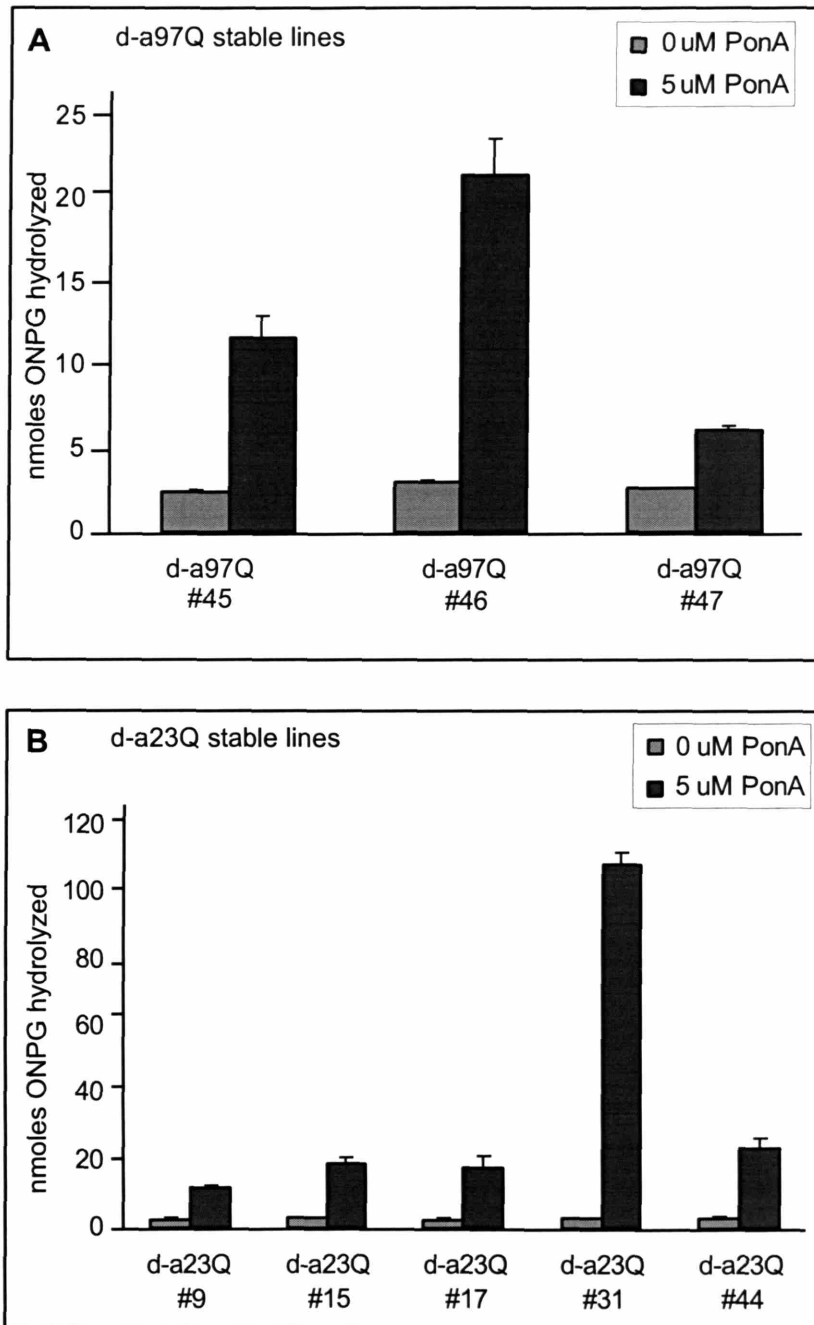 A
d-a97Q stable lines
0 uM PonA
5 uM PonA
nmoles ONPG hydrolyzed
25
20
15
10
5
0
d-a97Q
#45
d-a97Q
#46
d-a97Q
#47
B
d-a23Q stable lines
0 uM PonA
5 uM PonA
nmoles ONPG hydrolyzed
120
100
80
60
40
20
0
d-a23Q
#9
d-a23Q
#15
d-a23Q
#17
d-a23Q
#31
d-a23Q
#44